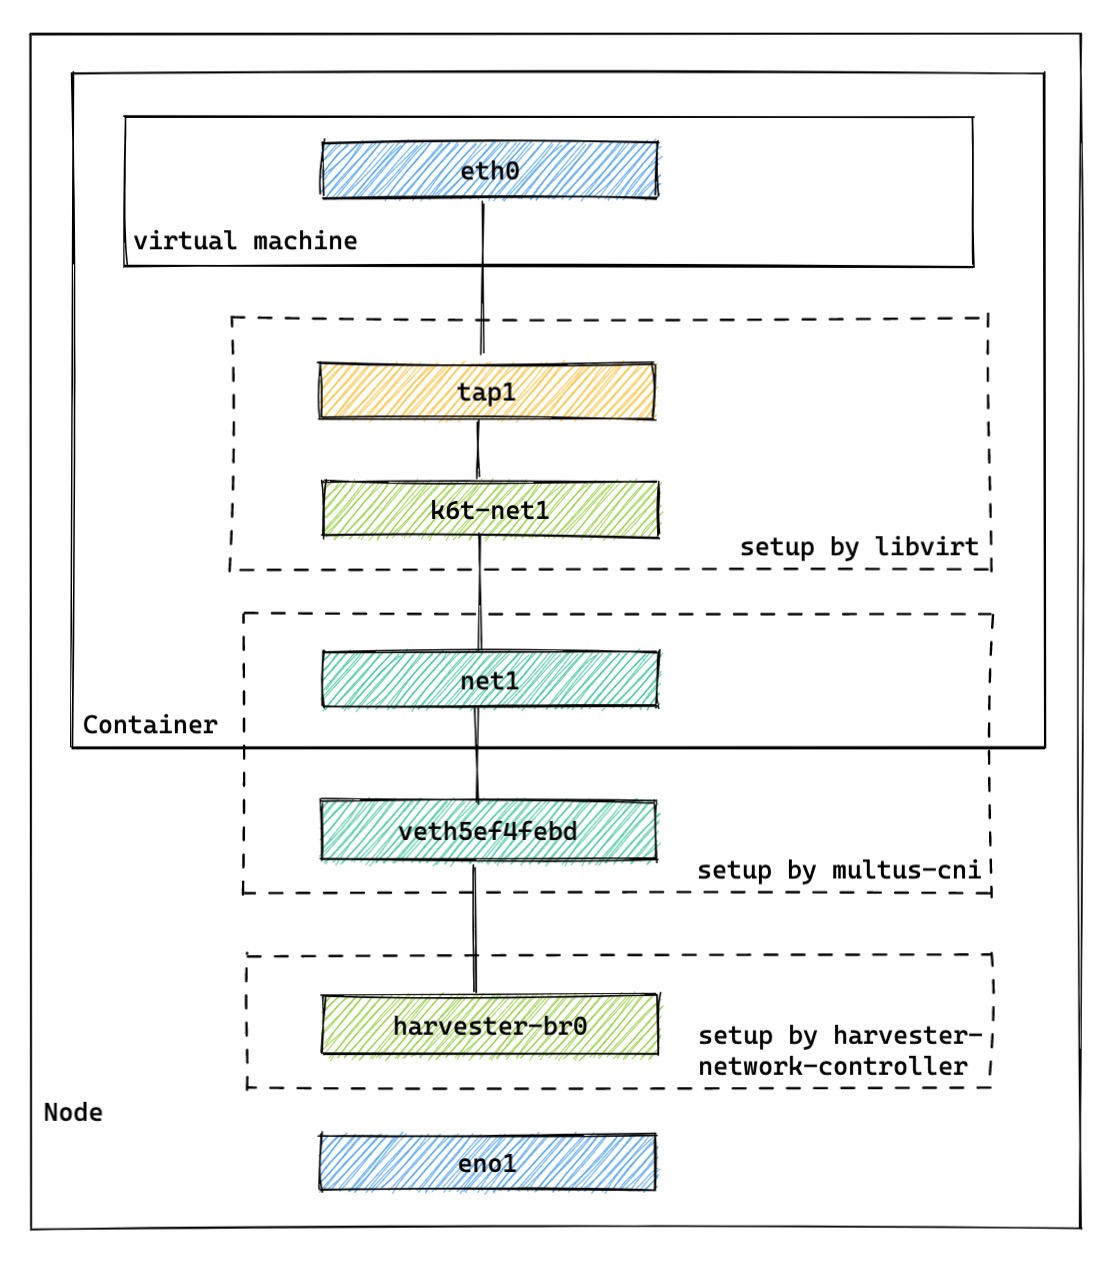 eth0
virtual machine
tap1
k6t-net1
setup by libvirt
net1
Container
veth5ef4febd
setup by multus-cni
harvester-br0
setup by harvester-
network-controller
Node
eno1